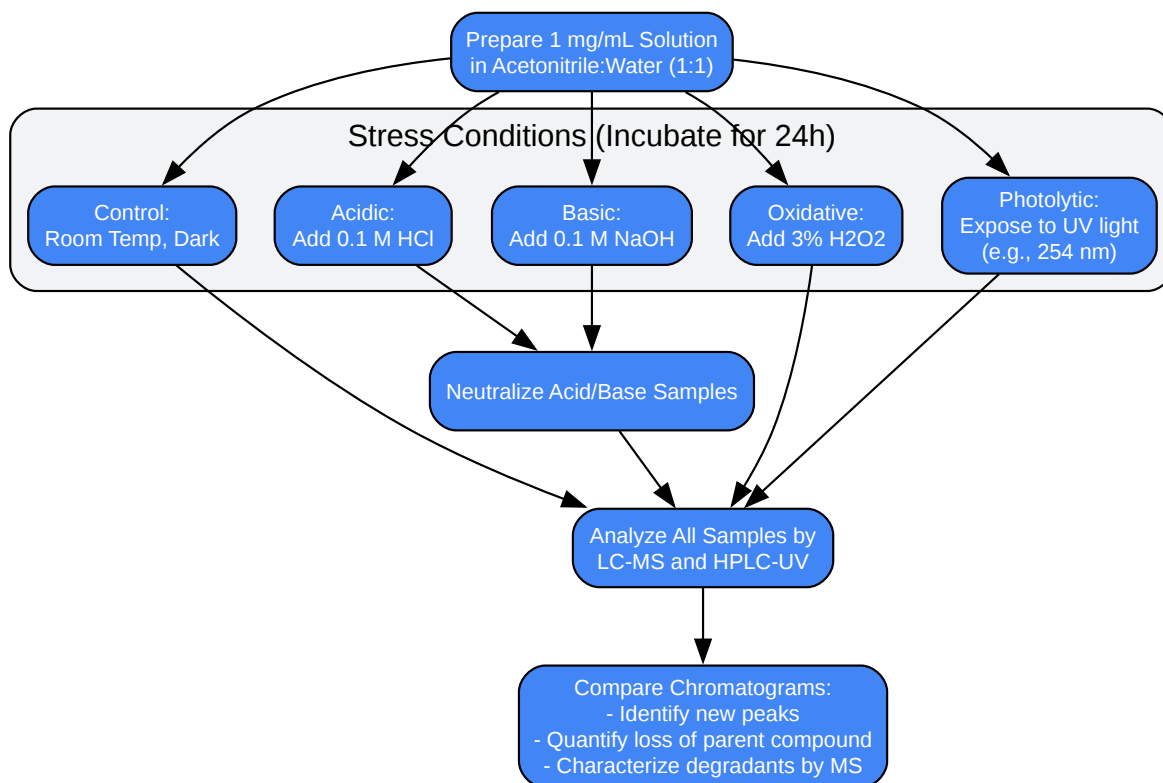 Prepare 1 mg/mL Solution
in Acetonitrile:Water (1:1)
Stress Conditions (Incubate for 24h)
Control:
Room Temp, Dark
Acidic:
Add 0.1 M HCl
Basic:
Add 0.1 M NaOH
Oxidative:
Add 3% H2O2
Photolytic:
Expose to UV light
(e.g., 254 nm)
Neutralize Acid/Base Samples
Analyze All Samples by
LC-MS and HPLC-UV
Compare Chromatograms:
- Identify new peaks
- Quantify loss of parent compound
- Characterize degradants by MS